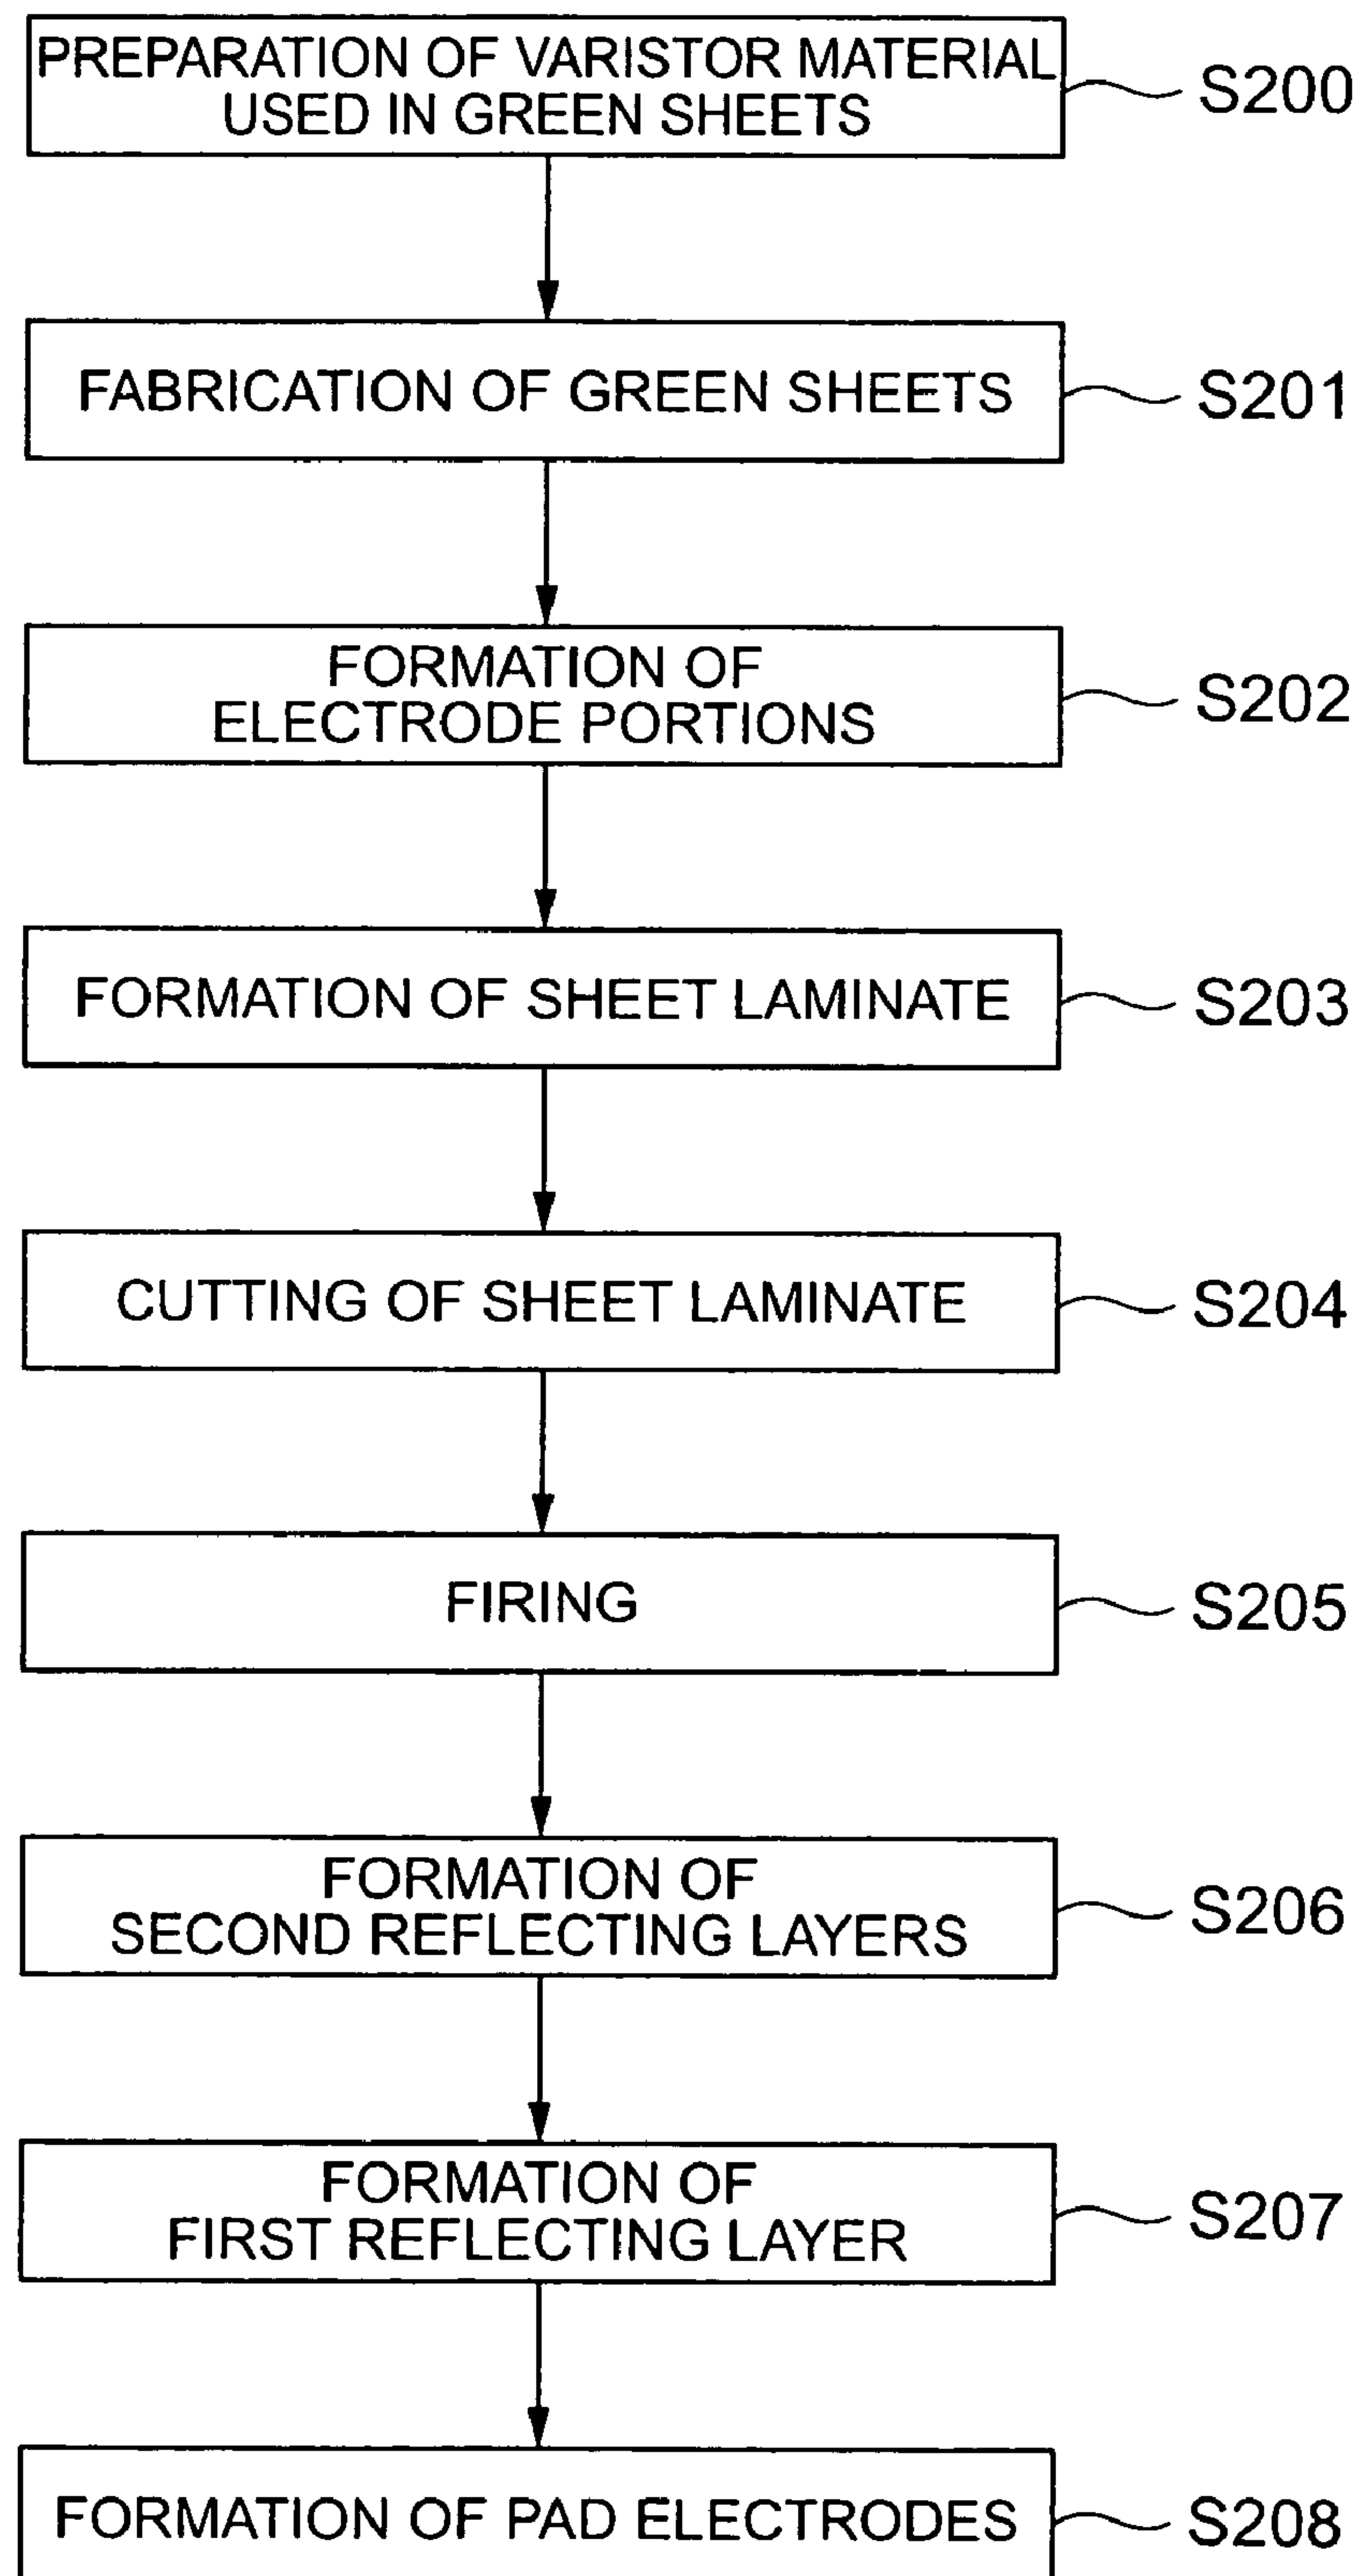 PREPARATION OF VARISTOR MATERIAL
USED IN GREEN SHEETS
S200
FABRICATION OF GREEN SHEETS
S201
FORMATION OF
ELECTRODE PORTIONS
S202
FORMATION OF SHEET LAMINATE
S203
CUTTING OF SHEET LAMINATE
S204
FIRING
S205
FORMATION OF
SECOND REFLECTING LAYERS
S206
FORMATION OF
FIRST REFLECTING LAYER
S207
FORMATION OF PAD ELECTRODES
S208